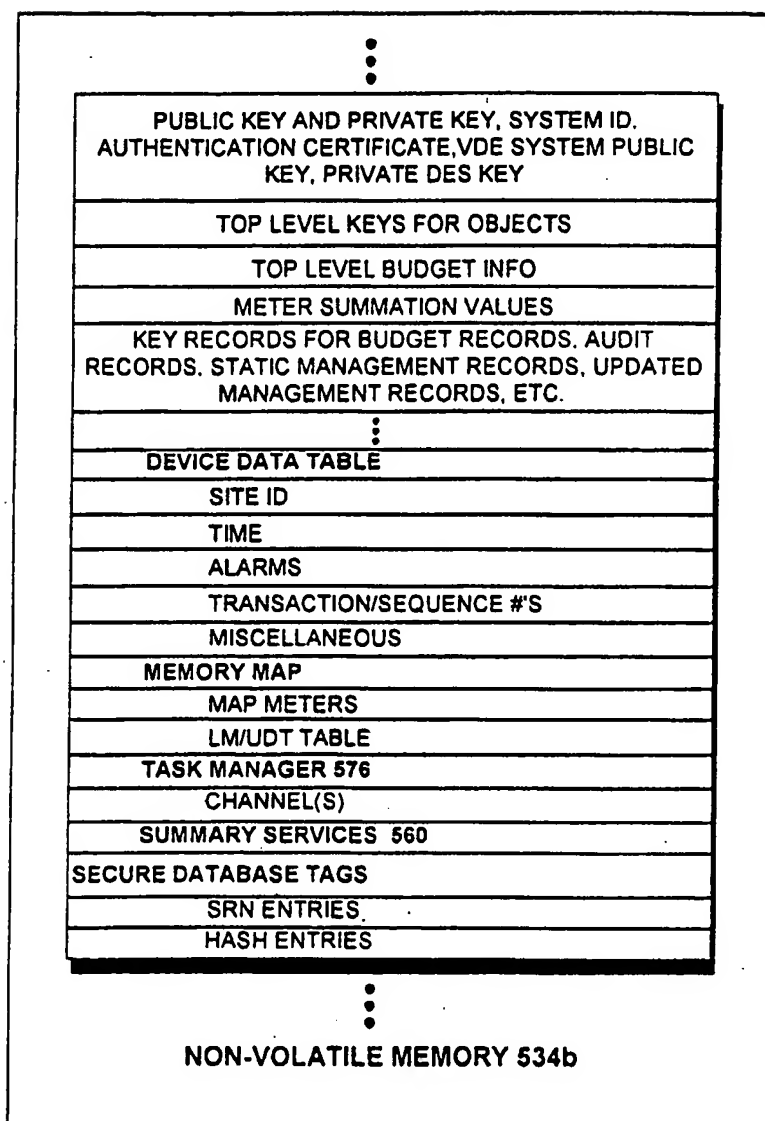 PUBLIC KEY AND PRIVATE KEY, SYSTEM ID.
AUTHENTICATION CERTIFICATE,VDE SYSTEM PUBLIC
KEY, PRIVATE DES KEY
TOP LEVEL KEYS FOR OBJECTS
TOP LEVEL BUDGET INFO
METER SUMMATION VALUES
KEY RECORDS FOR BUDGET RECORDS. AUDIT
RECORDS. STATIC MANAGEMENT RECORDS, UPDATED
MANAGEMENT RECORDS, ETC.
DEVICE DATA TABLE
SITE ID
TIME
ALARMS
TRANSACTION/SEQUENCE #'S
MISCELLANEOUS
MEMORY MAP
MAP METERS
LM/UDT TABLE
TASK MANAGER 576
CHANNEL(S)
SUMMARY SERVICES 560
SECURE DATABASE TAGS
SRN ENTRIES
HASH ENTRIES
NON-VOLATILE MEMORY 534b